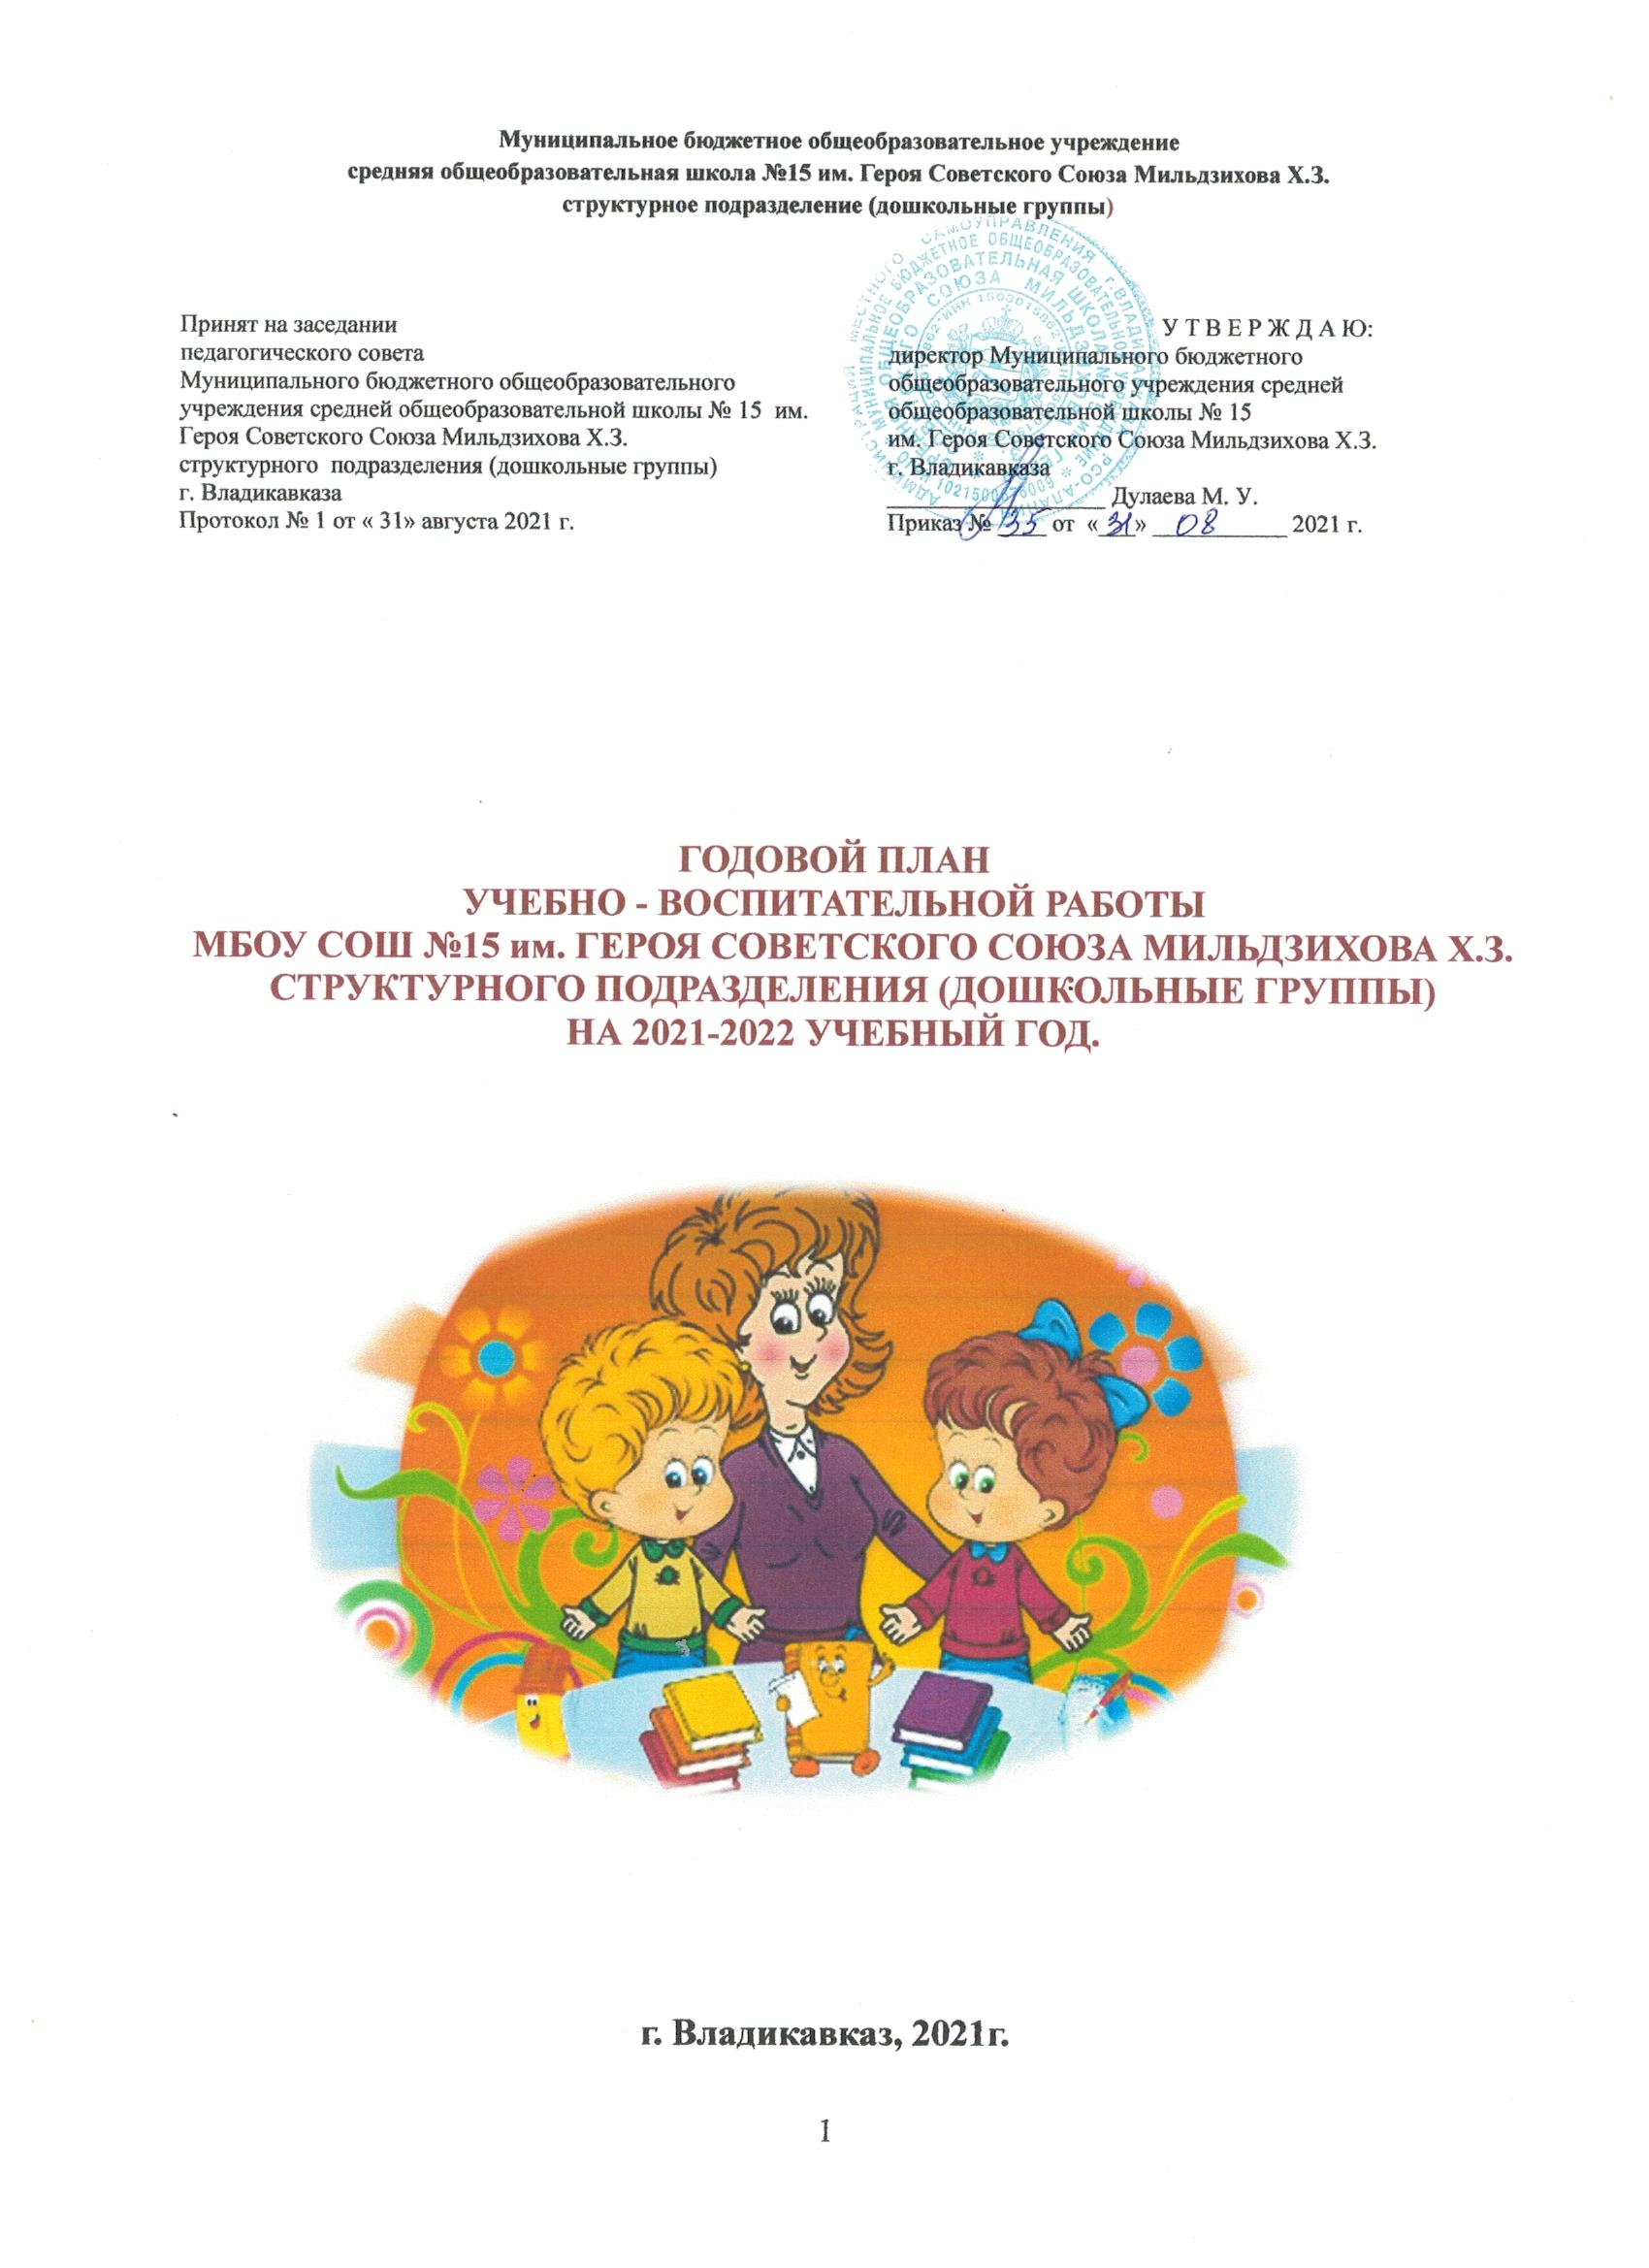 Муниципальное бюджетное общеобразовательное учреждение
средняя общеобразовательная школа №15 им. Героя Советского Союза Мильдзихова Х.З.
структурное подразделение (дошкольные группы)
Принят на заседании
педагогического совета
Муниципального бюджетного общеобразовательного
учреждения средней общеобразовательной школы № 15 им.
Героя Советского Союза Мильдзихова Х.З.
структурного подразделения (дошкольные группы)
г. Владикавказа
Протокол № 1 от « 31» августа 2021 г.
У Т В Е Р Ж Д А Ю:
директор Муниципального бюджетного
общеобразовательного учреждения средней
общеобразовательной школы № 15
им. Героя Советского Союза Мильдзихова Х.З.
г. Владикавказа
__________________ Дулаева М. У.
Приказ № 35 от «31» 08 2021 г.
ГОДОВОЙ ПЛАН
УЧЕБНО - ВОСПИТАТЕЛЬНОЙ РАБОТЫ
МБОУ СОШ №15 им. ГЕРОЯ СОВЕТСКОГО СОЮЗА МИЛЬДЗИХОВА Х.З.
СТРУКТУРНОГО ПОДРАЗДЕЛЕНИЯ (ДОШКОЛЬНЫЕ ГРУППЫ)
НА 2021-2022 УЧЕБНЫЙ ГОД.
г. Владикавказ, 2021г.
1